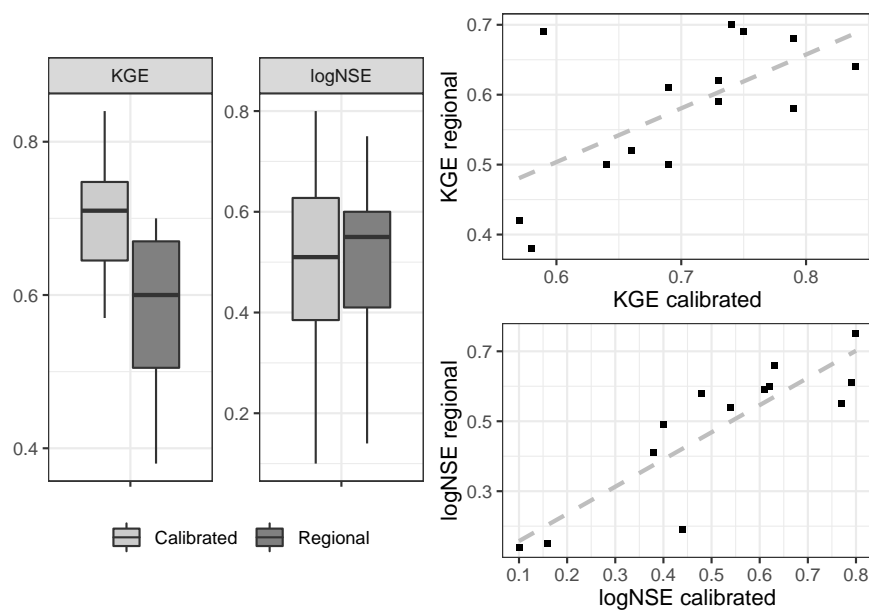 KGE
logNSE
0.8
0.6
0.4
0.8
0.6
0.4
0.2
Calibrated
Regional
0.7
0.6
0.5
0.4
KGE regional
0.6 0.7 0.8
KGE calibrated
0.7
0.5
0.3
logNSE regional
0.1 0.2 0.3 0.4 0.5 0.6 0.7 0.8
logNSE calibrated